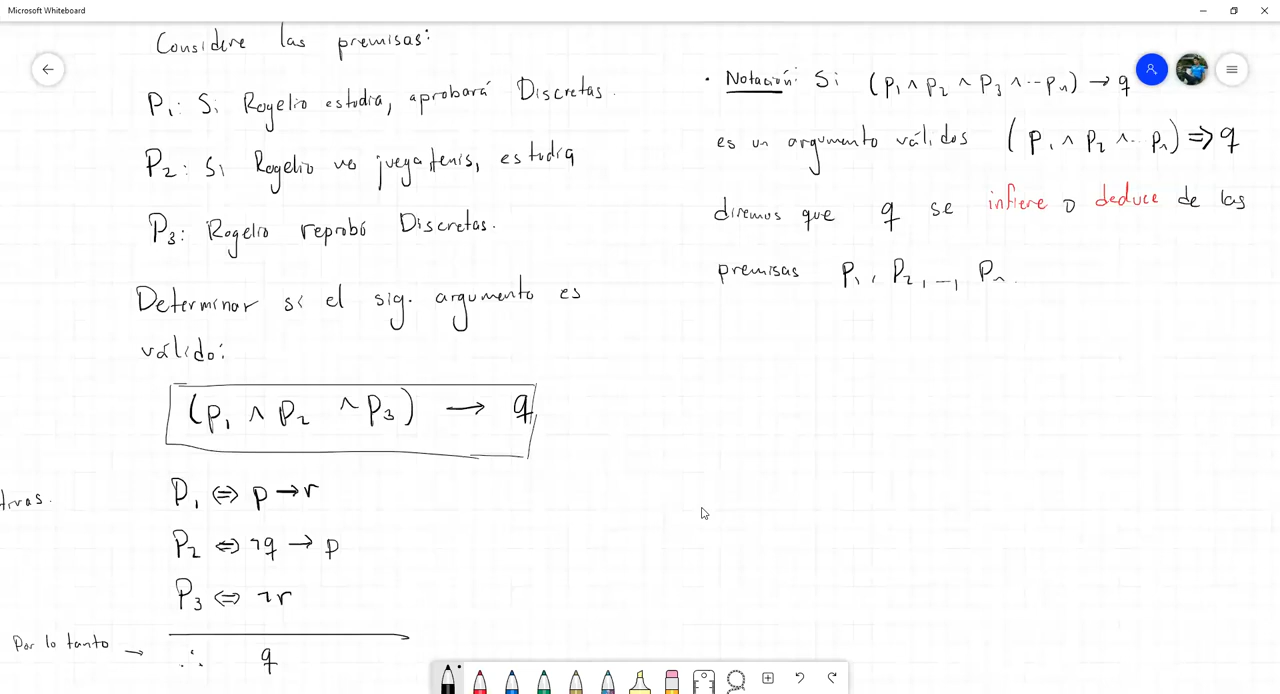 Microsoft Whiteboard
Considere las premisas:
P₁: Si Rogelio estudia, aprobará Discretas.
P₂: Si Rogelio no juega tenis, estudia
P₃: Rogelio reprobó Discretas.
Determinar si el sig. argumento es
válido:
(p₁ ∧ p₂ ∧ p₃) → q
P₁ ⇔ p → r
P₂ ⇔ ¬q → p
P₃ ⇔ ¬r
Por lo tanto → ∴ q
· Notación: Si (p₁ ∧ p₂ ∧ p₃ ∧ ... pₙ) → q
es un argumento válidos (p₁ ∧ p₂ ∧ ... pₙ) ⇒ q
diremos que q se infiere o deduce de las
premisas p₁, p₂, ..., pₙ.